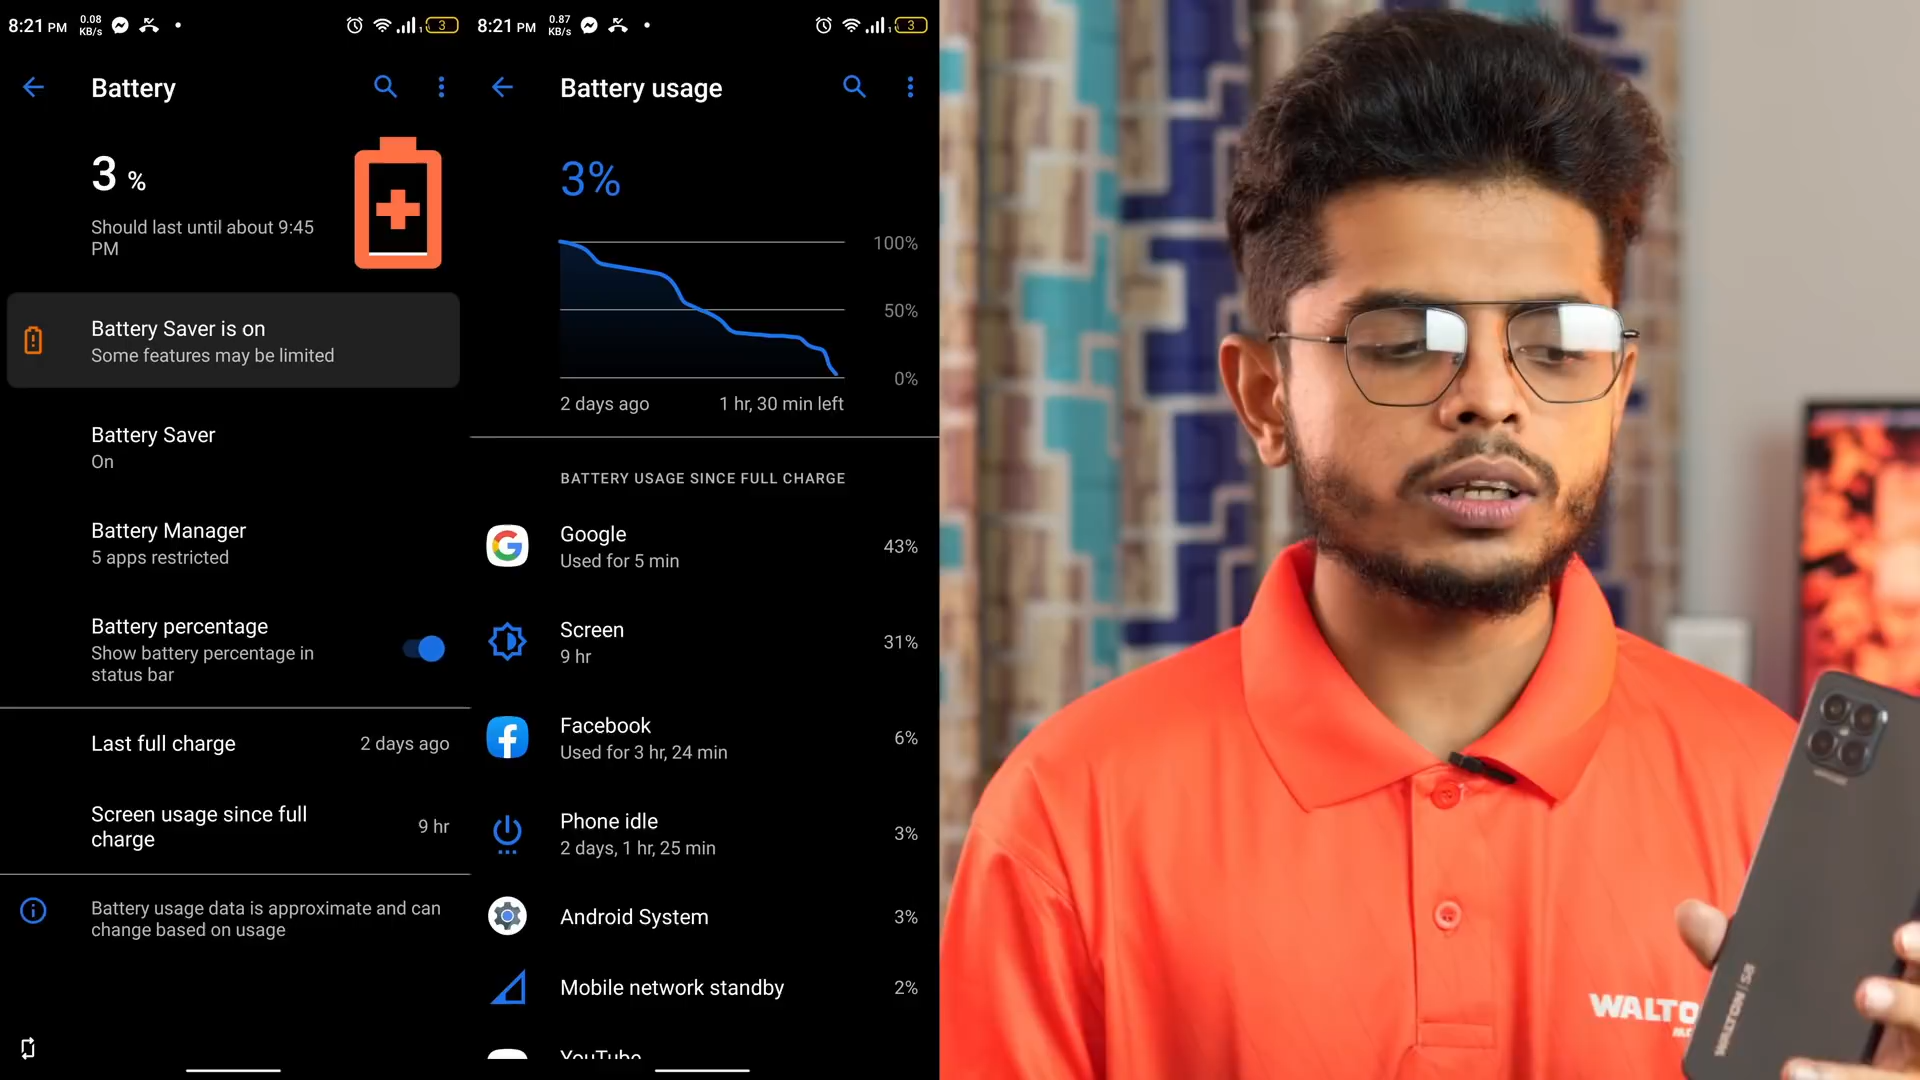 8:21 PM
0.08
KB/s
3
Battery
3 %
Should last until about 9:45
PM
Battery Saver is on
Some features may be limited
Battery Saver
On
Battery Manager
5 apps restricted
Battery percentage
Show battery percentage in
status bar
Last full charge
2 days ago
Screen usage since full
charge
9 hr
Battery usage data is approximate and can
change based on usage
8:21 PM
0.87
KB/s
3
Battery usage
3%
100%
50%
0%
2 days ago
1 hr, 30 min left
BATTERY USAGE SINCE FULL CHARGE
Google
Used for 5 min
43%
Screen
9 hr
31%
Facebook
Used for 3 hr, 24 min
6%
Phone idle
2 days, 1 hr, 25 min
3%
Android System
3%
Mobile network standby
2%
YouTube
WALTO
WALTON | S8